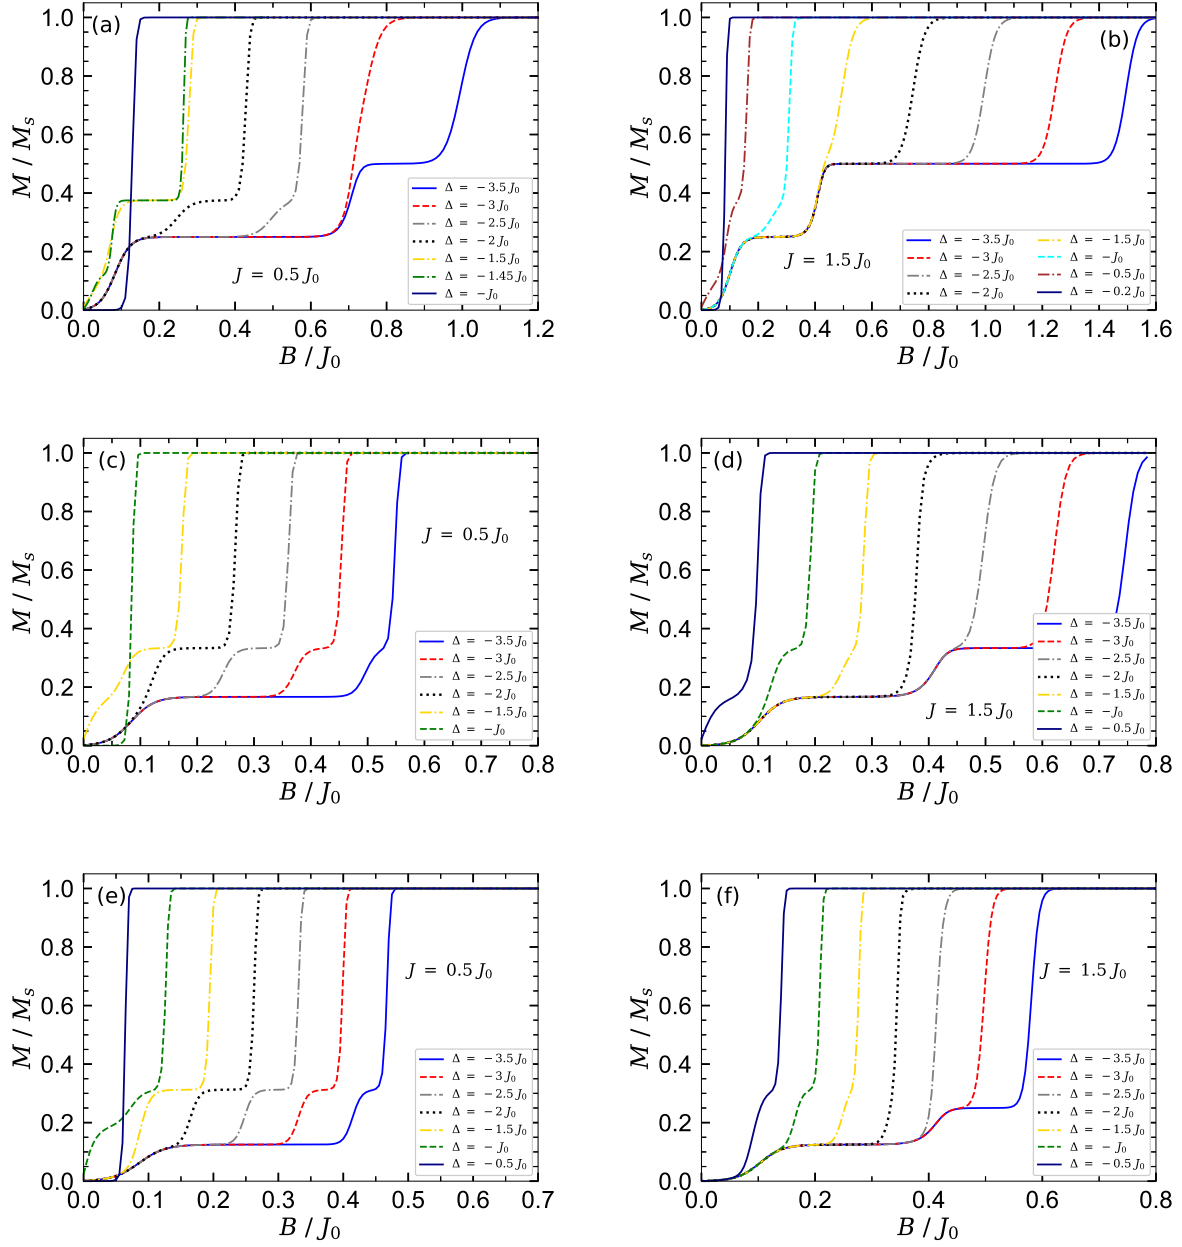 (a)
M / M_s
1.0
0.8
0.6
0.4
0.2
0.0
J = 0.5 J_0
Δ = −3.5 J_0
Δ = −3 J_0
Δ = −2.5 J_0
Δ = −2 J_0
Δ = −1.5 J_0
Δ = −1.45 J_0
Δ = −J_0
0.0 0.2 0.4 0.6 0.8 1.0 1.2
B / J_0
(b)
M / M_s
1.0
0.8
0.6
0.4
0.2
0.0
J = 1.5 J_0
Δ = −3.5 J_0 Δ = −1.5 J_0
Δ = −3 J_0 Δ = −J_0
Δ = −2.5 J_0 Δ = −0.5 J_0
Δ = −2 J_0 Δ = −0.2 J_0
0.0 0.2 0.4 0.6 0.8 1.0 1.2 1.4 1.6
B / J_0
(c)
M / M_s
1.0
0.8
0.6
0.4
0.2
0.0
J = 0.5 J_0
Δ = −3.5 J_0
Δ = −3 J_0
Δ = −2.5 J_0
Δ = −2 J_0
Δ = −1.5 J_0
Δ = −J_0
0.0 0.1 0.2 0.3 0.4 0.5 0.6 0.7 0.8
B / J_0
(d)
M / M_s
1.0
0.8
0.6
0.4
0.2
0.0
J = 1.5 J_0
Δ = −3.5 J_0
Δ = −3 J_0
Δ = −2.5 J_0
Δ = −2 J_0
Δ = −1.5 J_0
Δ = −J_0
Δ = −0.5 J_0
0.0 0.1 0.2 0.3 0.4 0.5 0.6 0.7 0.8
B / J_0
(e)
M / M_s
1.0
0.8
0.6
0.4
0.2
0.0
J = 0.5 J_0
Δ = −3.5 J_0
Δ = −3 J_0
Δ = −2.5 J_0
Δ = −2 J_0
Δ = −1.5 J_0
Δ = − J_0
Δ = −0.5 J_0
0.0 0.1 0.2 0.3 0.4 0.5 0.6 0.7
B / J_0
(f)
M / M_s
1.0
0.8
0.6
0.4
0.2
0.0
J = 1.5 J_0
Δ = −3.5 J_0
Δ = −3 J_0
Δ = −2.5 J_0
Δ = −2 J_0
Δ = −1.5 J_0
Δ = − J_0
Δ = −0.5 J_0
0.0 0.2 0.4 0.6 0.8
B / J_0